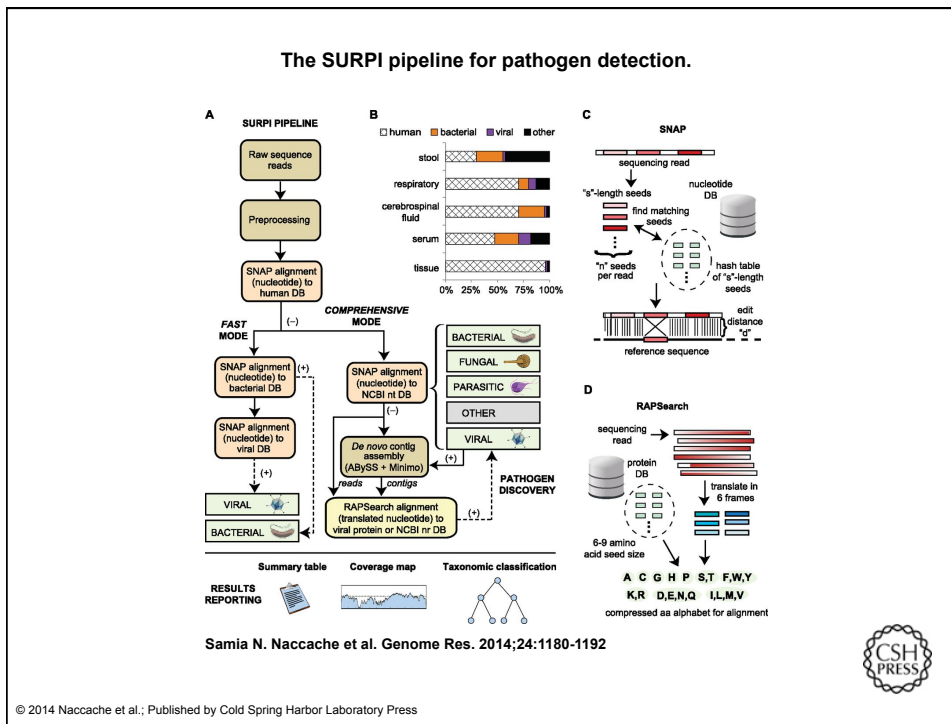 The SURPI pipeline for pathogen detection.
A
SURPI PIPELINE
Raw sequence
reads
Preprocessing
SNAP alignment
(nucleotide) to
human DB
(–)
FAST
MODE
COMPREHENSIVE
MODE
SNAP alignment
(nucleotide) to
bacterial DB
(+)
SNAP alignment
(nucleotide) to
viral DB
(+)
VIRAL
BACTERIAL
SNAP alignment
(nucleotide) to
NCBI nt DB
(–)
De novo contig
assembly
(ABySS + Minimo)
reads
contigs
RAPSearch alignment
(translated nucleotide) to
viral protein or NCBI nr DB
BACTERIAL
FUNGAL
PARASITIC
OTHER
VIRAL
(+)
(+)
PATHOGEN
DISCOVERY
RESULTS
REPORTING
Summary table
Coverage map
Taxonomic classification
B
human
bacterial
viral
other
stool
respiratory
cerebrospinal
fluid
serum
tissue
0% 25% 50% 75% 100%
C
SNAP
sequencing read
"s"-length seeds
find matching
seeds
nucleotide
DB
"n" seeds
per read
hash table
of "s"-length
seeds
edit
distance
"d"
reference sequence
D
RAPSearch
sequencing
read
protein
DB
translate in
6 frames
6-9 amino
acid seed size
A C G H P S,T F,W,Y
K,R D,E,N,Q I,L,M,V
compressed aa alphabet for alignment
Samia N. Naccache et al. Genome Res. 2014;24:1180-1192
CSH
PRESS
© 2014 Naccache et al.; Published by Cold Spring Harbor Laboratory Press